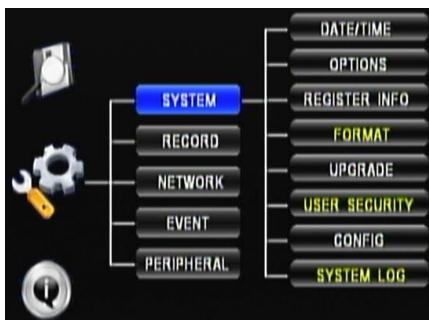 DATE/TIME
OPTIONS
SYSTEM
REGISTER INFO
RECORD
FORMAT
NETWORK
UPGRADE
EVENT
USER SECURITY
PERIPHERAL
CONFIG
SYSTEM LOG